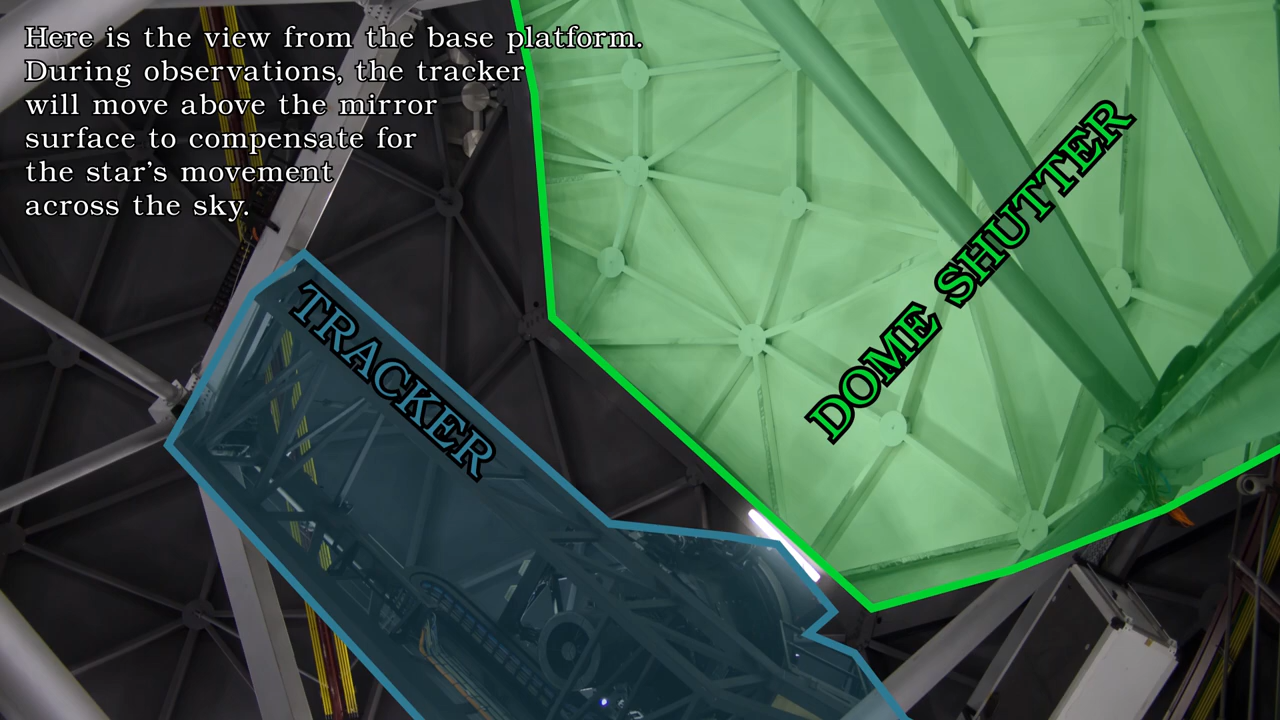 Here is the view from the base platform.
During observations, the tracker
will move above the mirror
surface to compensate for
the star's movement
across the sky.
TRACKER
DOME SHUTTER